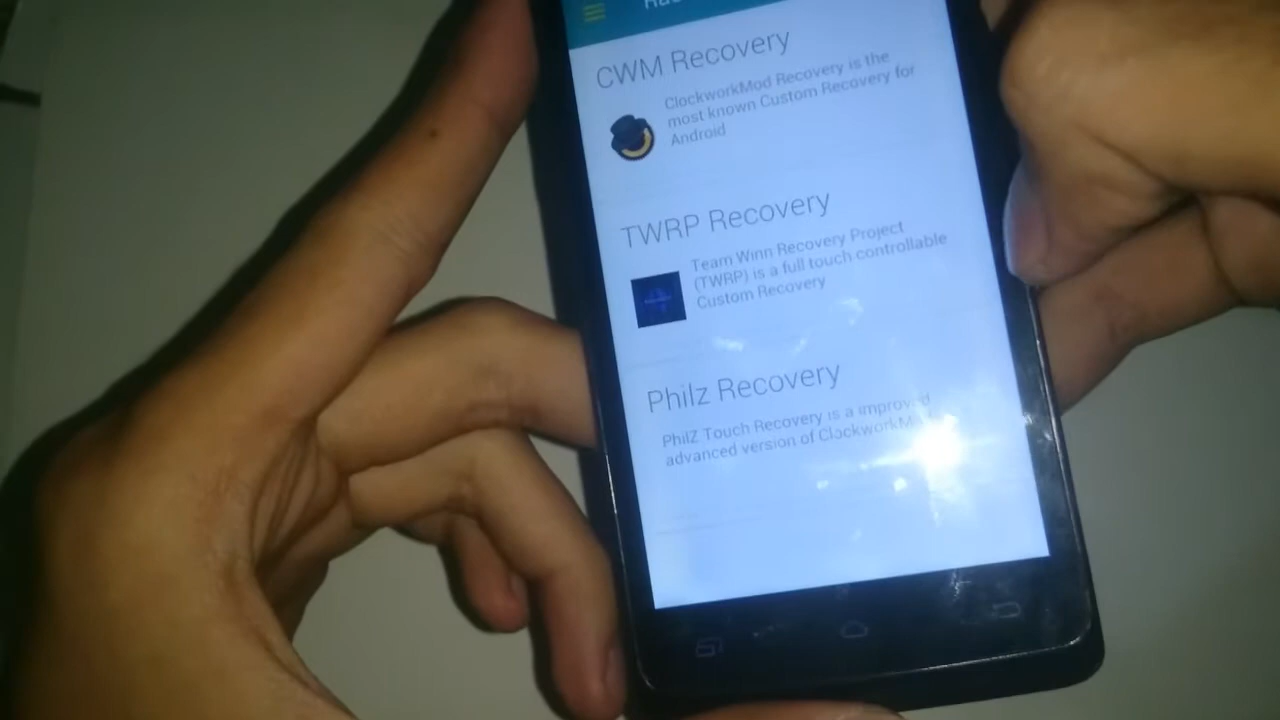 CWM Recovery
ClockworkMod Recovery is the
most known Custom Recovery for
Android
TWRP Recovery
Team Winn Recovery Project
(TWRP) is a full touch controllable
Custom Recovery
Philz Recovery
PhilZ Touch Recovery is a improved
advanced version of